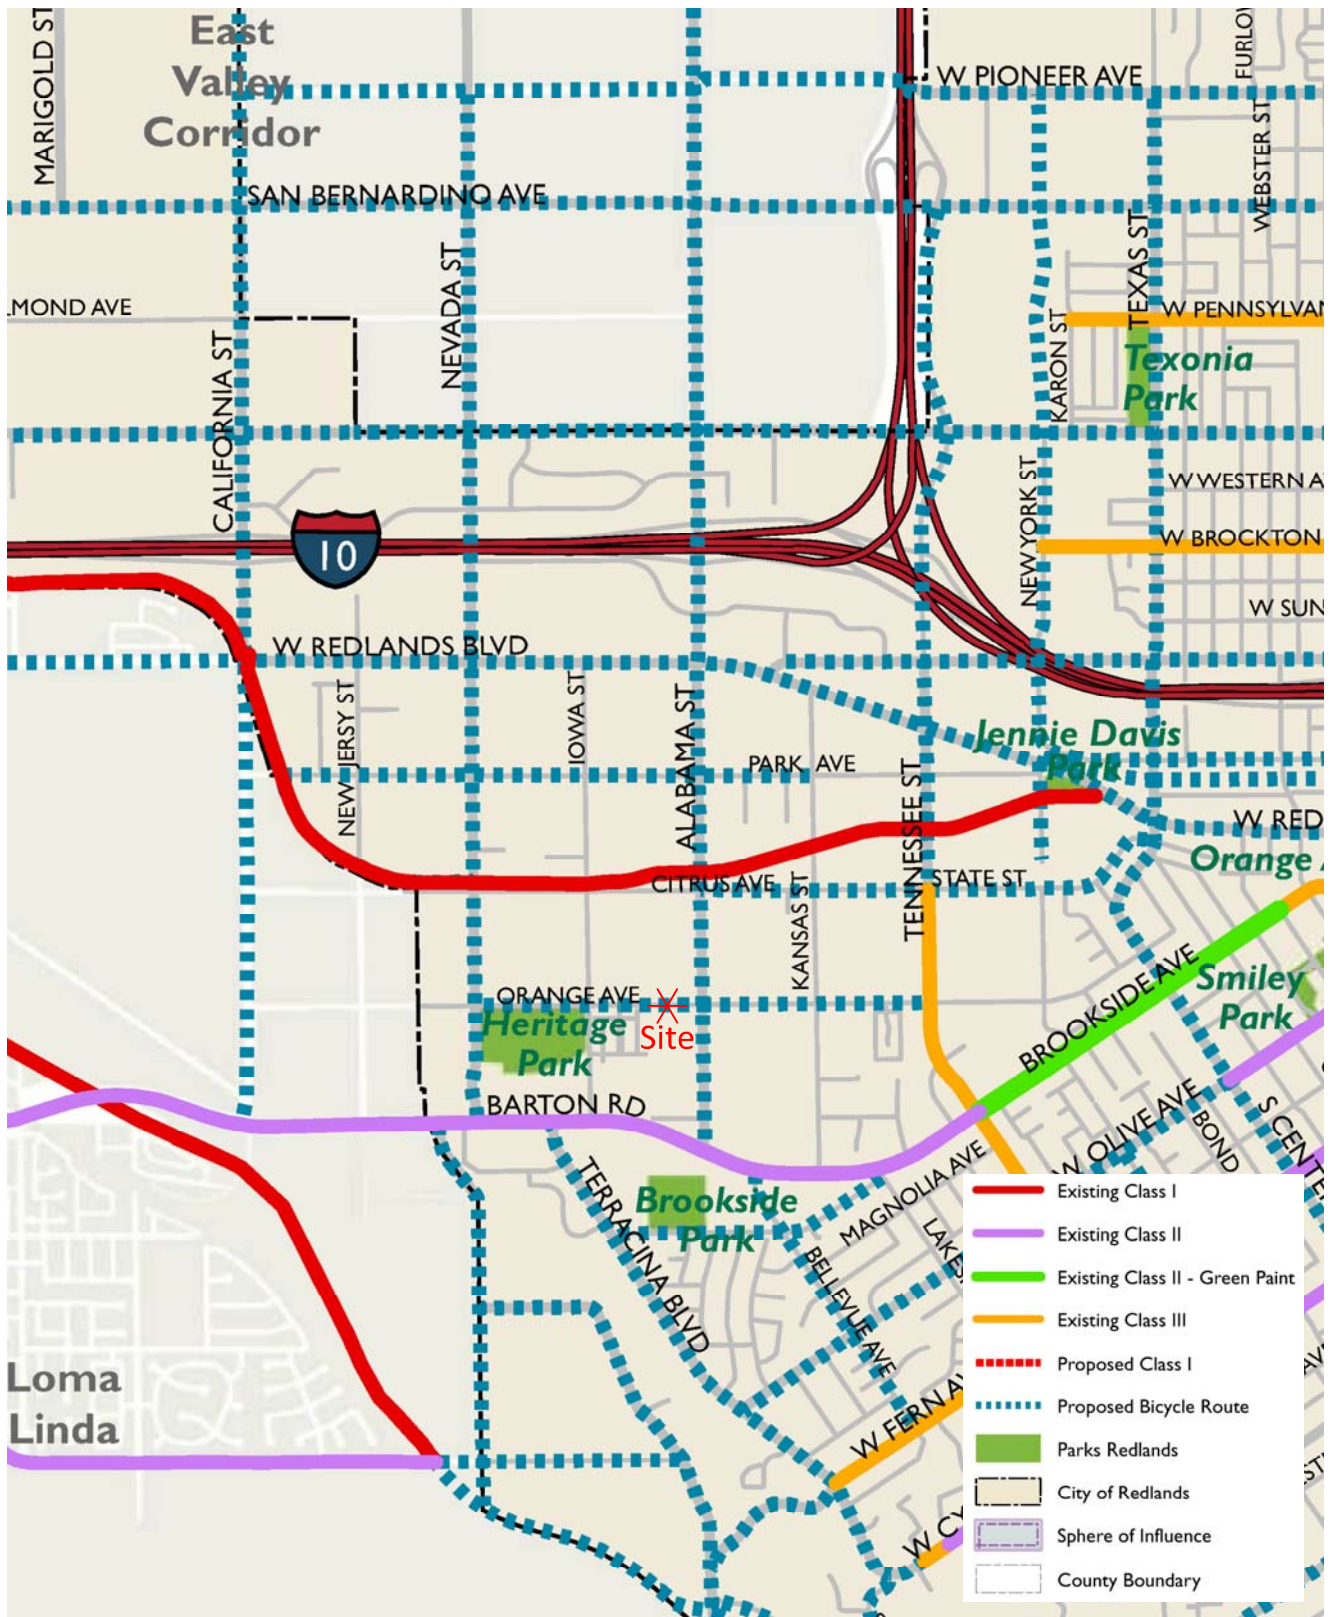 MARIGOLD ST
East
Valley
Corridor
FURLOW
W PIONEER AVE
WEBSTER ST
SAN BERNARDINO AVE
NEVADA ST
TEXAS ST
LMOND AVE
W PENNSYLVAN
CALIFORNIA ST
KARON ST
Texonia
Park
NEWYORK ST
W WESTERN A
10
W BROCKTON
W SUN
W REDLANDS BLVD
NEW JERSY ST
IOWA ST
ALABAMA ST
Jennie Davis
Park
PARK AVE
TENNESSEE ST
W RED
Orange
CITRUS AVE
STATE ST
KANSAS ST
BROOKSIDE AVE
Smiley
Park
ORANGE AVE
Heritage
Park
Site
BARTON RD
W OLIVE AVE
BOND
S CENTE
MAGNOLIA AVE
TERRACINA BLVD
Brookside
Park
LAKES
BELLEVUE AVE
Loma
Linda
W FERN AV
W CY
Existing Class I
Existing Class II
Existing Class II - Green Paint
Existing Class III
Proposed Class I
Proposed Bicycle Route
Parks Redlands
City of Redlands
Sphere of Influence
County Boundary